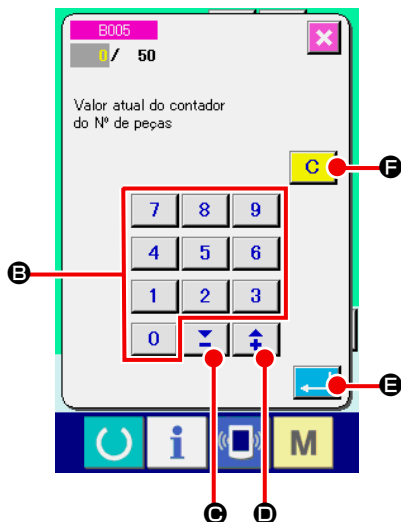 B005
0/ 50
Valor atual do contador
do Nº de peças
C
F
7 8 9
4 5 6
B
1 2 3
0
E
i M
C D